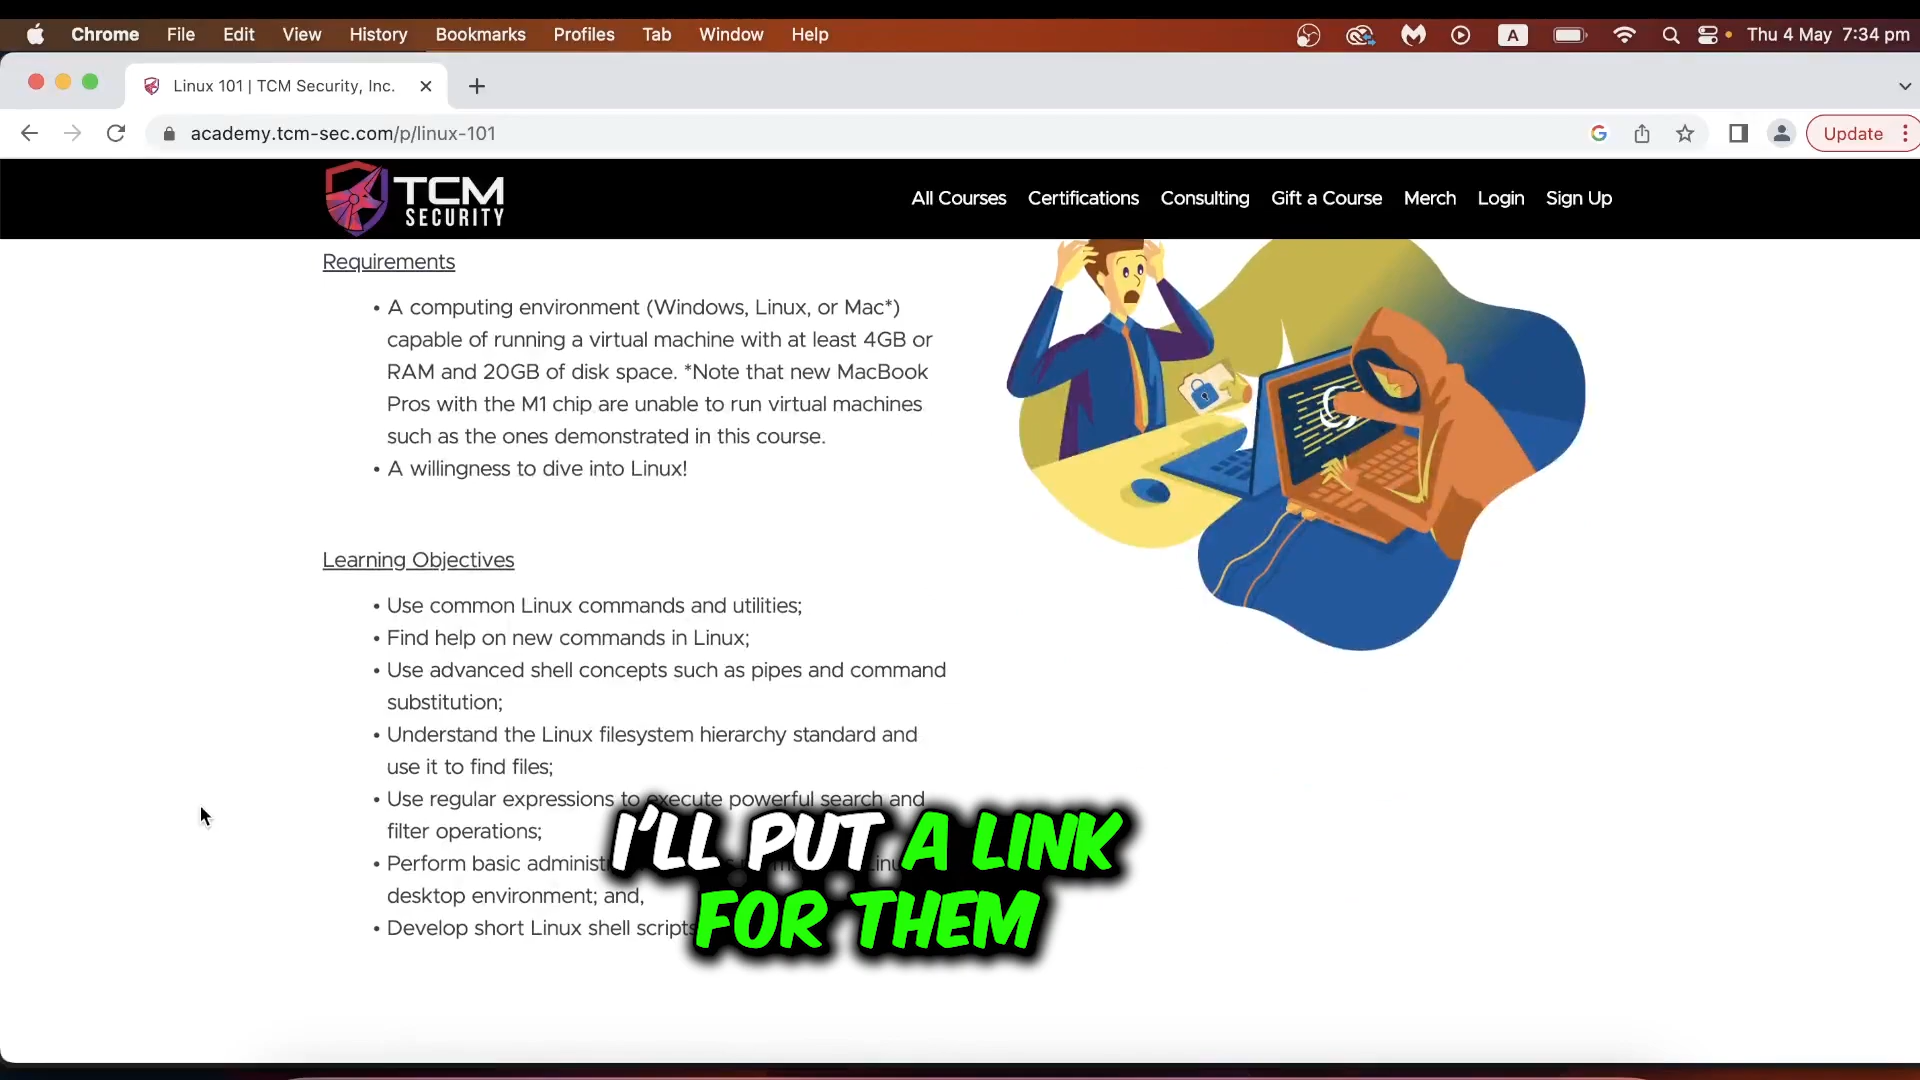 Chrome File Edit View History Bookmarks Profiles Tab Window Help A Thu 4 May 7:34 pm
Linux 101 | TCM Security, Inc.
academy.tcm-sec.com/p/linux-101
Update
TCM
SECURITY
All Courses Certifications Consulting Gift a Course Merch Login Sign Up
Requirements
• A computing environment (Windows, Linux, or Mac*)
capable of running a virtual machine with at least 4GB or
RAM and 20GB of disk space. *Note that new MacBook
Pros with the M1 chip are unable to run virtual machines
such as the ones demonstrated in this course.
• A willingness to dive into Linux!
Learning Objectives
• Use common Linux commands and utilities;
• Find help on new commands in Linux;
• Use advanced shell concepts such as pipes and command
substitution;
• Understand the Linux filesystem hierarchy standard and
use it to find files;
• Use regular expressions to execute powerful search and
filter operations;
• Perform basic
desktop environment; and,
• Develop short Linux shell scripts
I'LL PUT A LINK
FOR THEM